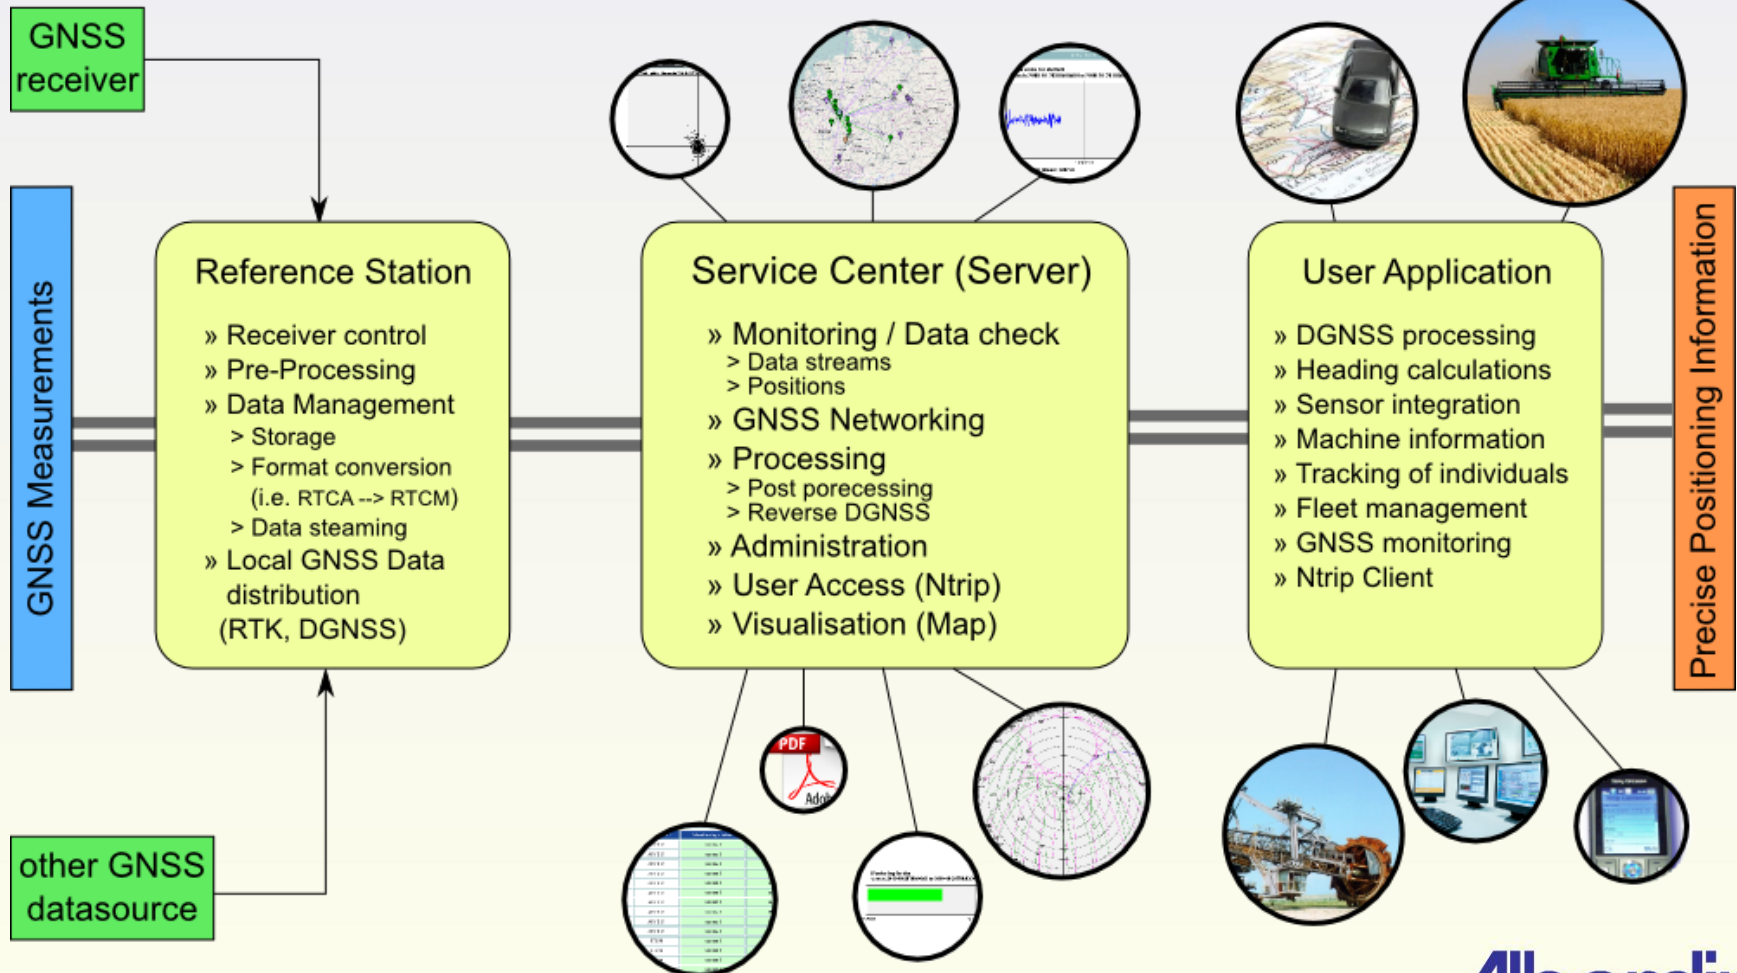 GNSS
receiver
GNSS Measurements
other GNSS
datasource
Reference Station
» Receiver control
» Pre-Processing
» Data Management
> Storage
> Format conversion
(i.e. RTCA --> RTCM)
> Data steaming
» Local GNSS Data
distribution
(RTK, DGNSS)
Service Center (Server)
» Monitoring / Data check
> Data streams
> Positions
» GNSS Networking
» Processing
> Post porecessing
> Reverse DGNSS
» Administration
» User Access (Ntrip)
» Visualisation (Map)
PDF
User Application
» DGNSS processing
» Heading calculations
» Sensor integration
» Machine information
» Tracking of individuals
» Fleet management
» GNSS monitoring
» Ntrip Client
Precise Positioning Information